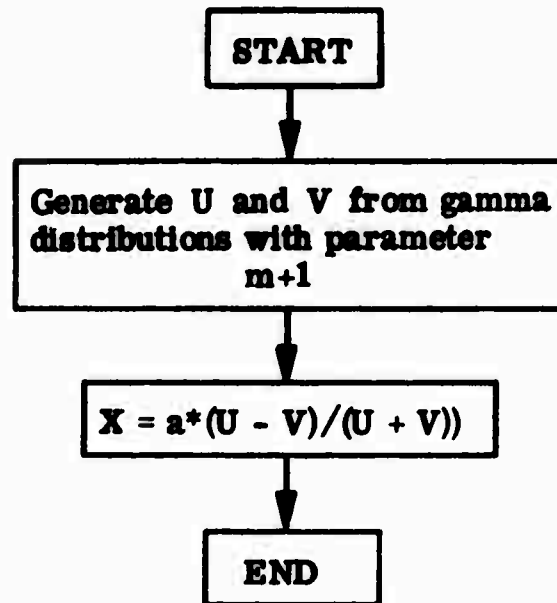 START
Generate U and V from gamma
distributions with parameter
m+1
X = a*(U - V)/(U + V))
END